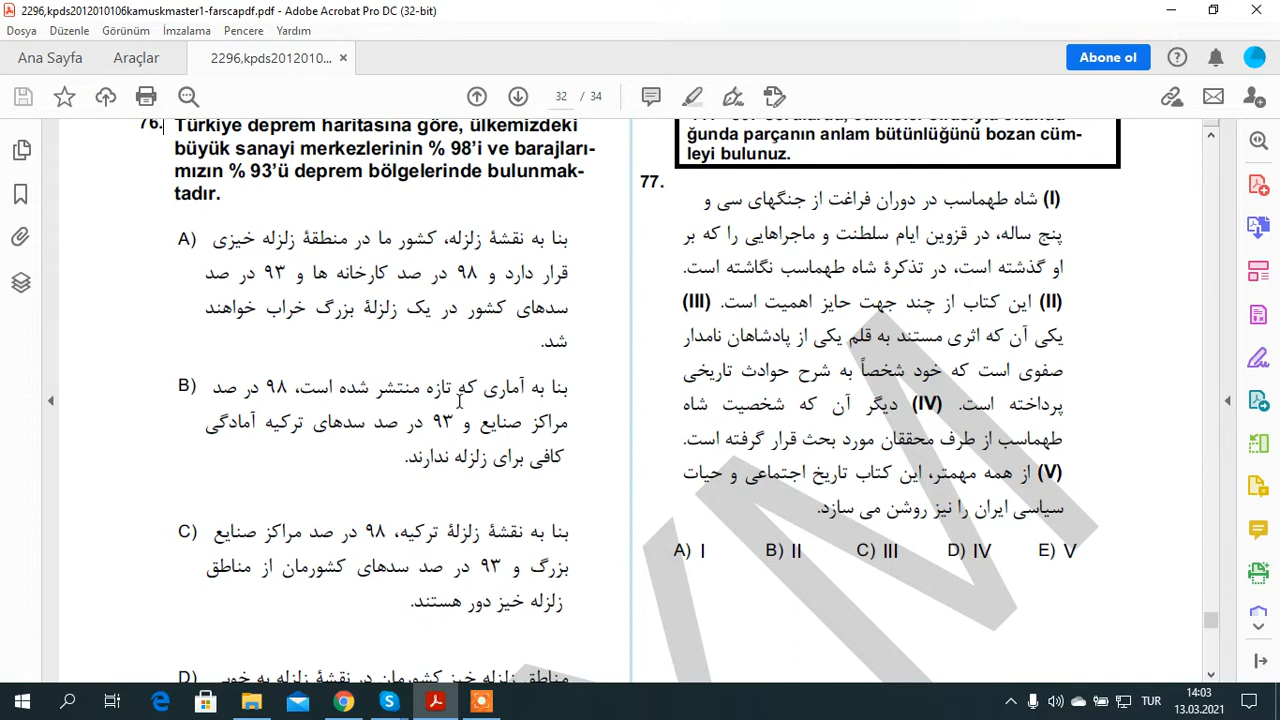 2296,kpds2012010106kamuskmaster1-farscapdf.pdf - Adobe Acrobat Pro DC (32-bit)
Dosya Düzenle Görünüm İmzalama Pencere Yardım
Ana Sayfa Araçlar 2296,kpds2012010... × Abone ol
32 / 34
76. Türkiye deprem haritasına göre, ülkemizdeki
büyük sanayi merkezlerinin % 98'i ve barajları-
mızın % 93'ü deprem bölgelerinde bulunmak-
tadır.
A) بنا به نقشهٔ زلزله، کشور ما در منطقهٔ زلزله خیزی
قرار دارد و ۹۸ در صد کارخانه ها و ۹۳ در صد
سدهای کشور در یک زلزلهٔ بزرگ خراب خواهند
شد.
B) بنا به آماری که تازه منتشر شده است، ۹۸ در صد
مراکز صنایع و ۹۳ در صد سدهای ترکیه آمادگی
کافی برای زلزله ندارند.
C) بنا به نقشهٔ زلزلهٔ ترکیه، ۹۸ در صد مراکز صنایع
بزرگ و ۹۳ در صد سدهای کشورمان از مناطق
زلزله خیز دور هستند.
D) مناطق زلزله خیز کشورمان در نقشهٔ زلزله به خوبی
ğunda parçanın anlam bütünlüğünü bozan cüm-
leyi bulunuz.
77.
(I) شاه طهماسب در دوران فراغت از جنگهای سی و
پنج ساله، در قزوین ایام سلطنت و ماجراهایی را که بر
او گذشته است، در تذکرهٔ شاه طهماسب نگاشته است.
(II) این کتاب از چند جهت حایز اهمیت است. (III)
یکی آن که اثری مستند به قلم یکی از پادشاهان نامدار
صفوی است که خود شخصاً به شرح حوادث تاریخی
پرداخته است. (IV) دیگر آن که شخصیت شاه
طهماسب از طرف محققان مورد بحث قرار گرفته است.
(V) از همه مهمتر، این کتاب تاریخ اجتماعی و حیات
سیاسی ایران را نیز روشن می سازد.
A) I B) II C) III D) IV E) V
TUR
14:03
13.03.2021